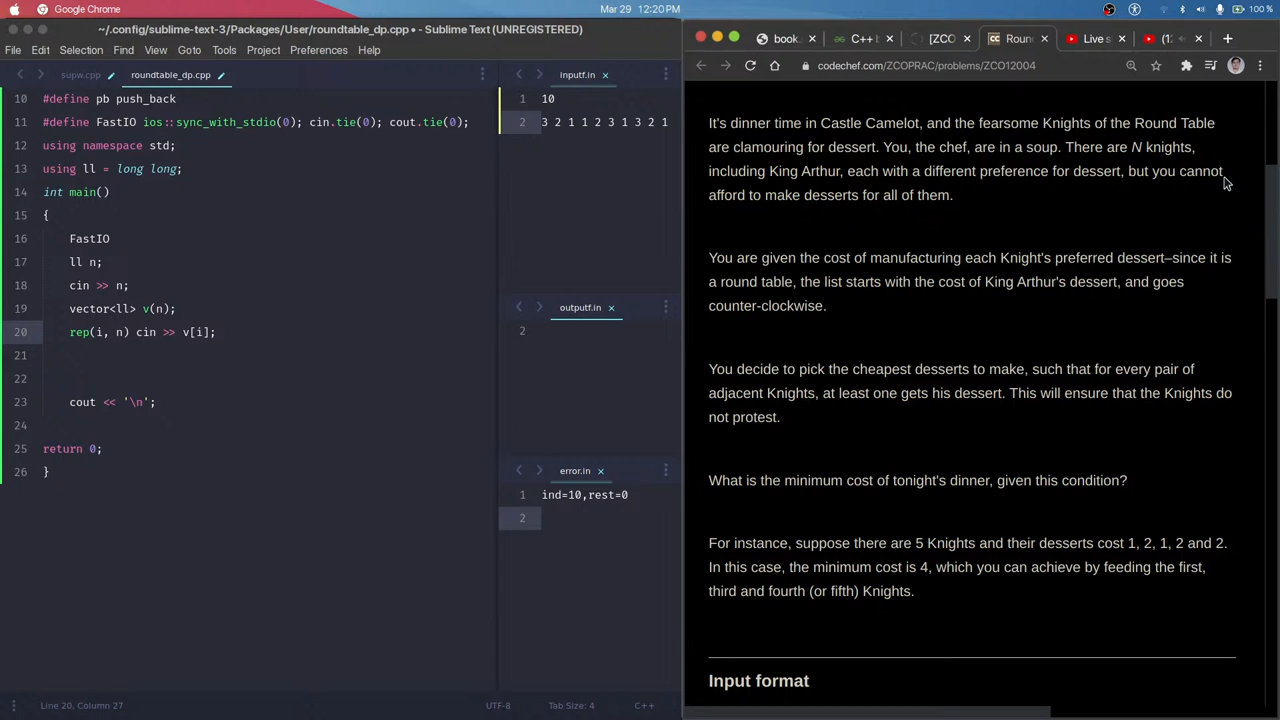 Google Chrome
Mar 29 12:20PM
100 %
~/.config/sublime-text-3/Packages/User/roundtable_dp.cpp • - Sublime Text (UNREGISTERED)
File Edit Selection Find View Goto Tools Project Preferences Help
supw.cpp
roundtable_dp.cpp
10 #define pb push_back
11 #define FastIO ios::sync_with_stdio(0); cin.tie(0); cout.tie(0);
12 using namespace std;
13 using ll = long long;
14 int main()
15 {
16 FastIO
17 ll n;
18 cin >> n;
19 vector<ll> v(n);
20 rep(i, n) cin >> v[i];
21
22
23 cout << '\n';
24
25 return 0;
26 }
inputf.in
1 10
2 3 2 1 1 2 3 1 3 2 1
outputf.in
2
error.in
1 ind=10,rest=0
2
Line 20, Column 27
UTF-8
Tab Size: 4
C++
book.
C++ b
[ZCO
Roun
Live s
(1
codechef.com/ZCOPRAC/problems/ZCO12004
It's dinner time in Castle Camelot, and the fearsome Knights of the Round Table
are clamouring for dessert. You, the chef, are in a soup. There are N knights,
including King Arthur, each with a different preference for dessert, but you cannot
afford to make desserts for all of them.
You are given the cost of manufacturing each Knight's preferred dessert–since it is
a round table, the list starts with the cost of King Arthur's dessert, and goes
counter-clockwise.
You decide to pick the cheapest desserts to make, such that for every pair of
adjacent Knights, at least one gets his dessert. This will ensure that the Knights do
not protest.
What is the minimum cost of tonight's dinner, given this condition?
For instance, suppose there are 5 Knights and their desserts cost 1, 2, 1, 2 and 2.
In this case, the minimum cost is 4, which you can achieve by feeding the first,
third and fourth (or fifth) Knights.
Input format